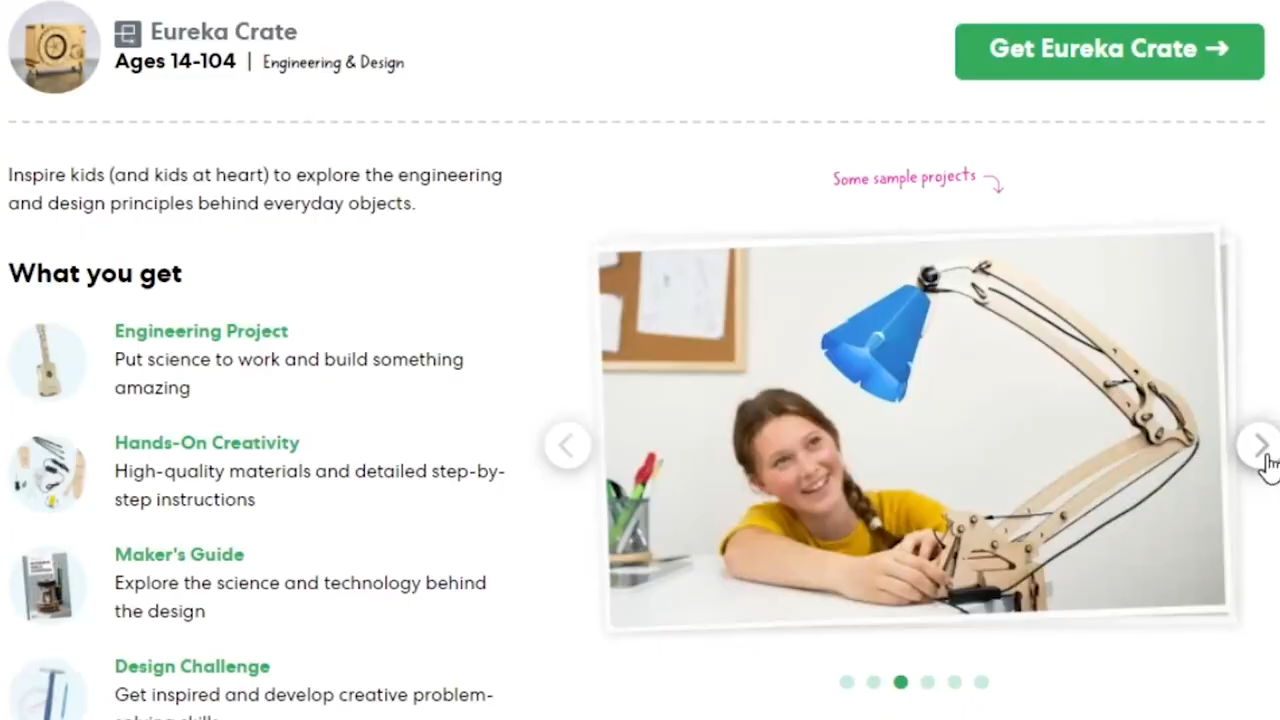 Eureka Crate
Ages 14-104 | Engineering & Design
Get Eureka Crate →
Inspire kids (and kids at heart) to explore the engineering
and design principles behind everyday objects.
Some sample projects
What you get
Engineering Project
Put science to work and build something
amazing
Hands-On Creativity
High-quality materials and detailed step-by-
step instructions
Maker's Guide
Explore the science and technology behind
the design
Design Challenge
Get inspired and develop creative problem-
solving skills